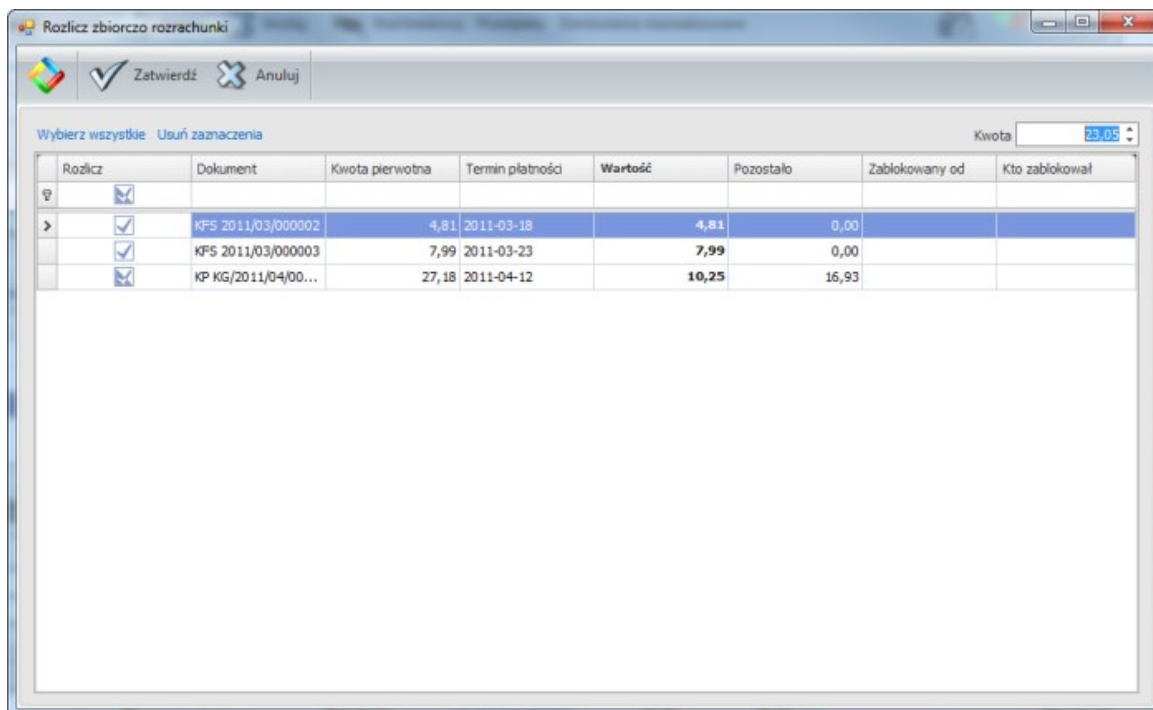 Rozlicz zbiorczo rozrachunki
Zatwierdź Anuluj
Wybierz wszystkie Usuń zaznaczenia Kwota 23,05
Rozlicz Dokument Kwota pierwotna Termin płatności Wartość Pozostało Zablokowany od Kto zablokował
KFS 2011/03/000002 4,81 2011-03-18 4,81 0,00
KFS 2011/03/000003 7,99 2011-03-23 7,99 0,00
KP KG/2011/04/00... 27,18 2011-04-12 10,25 16,93